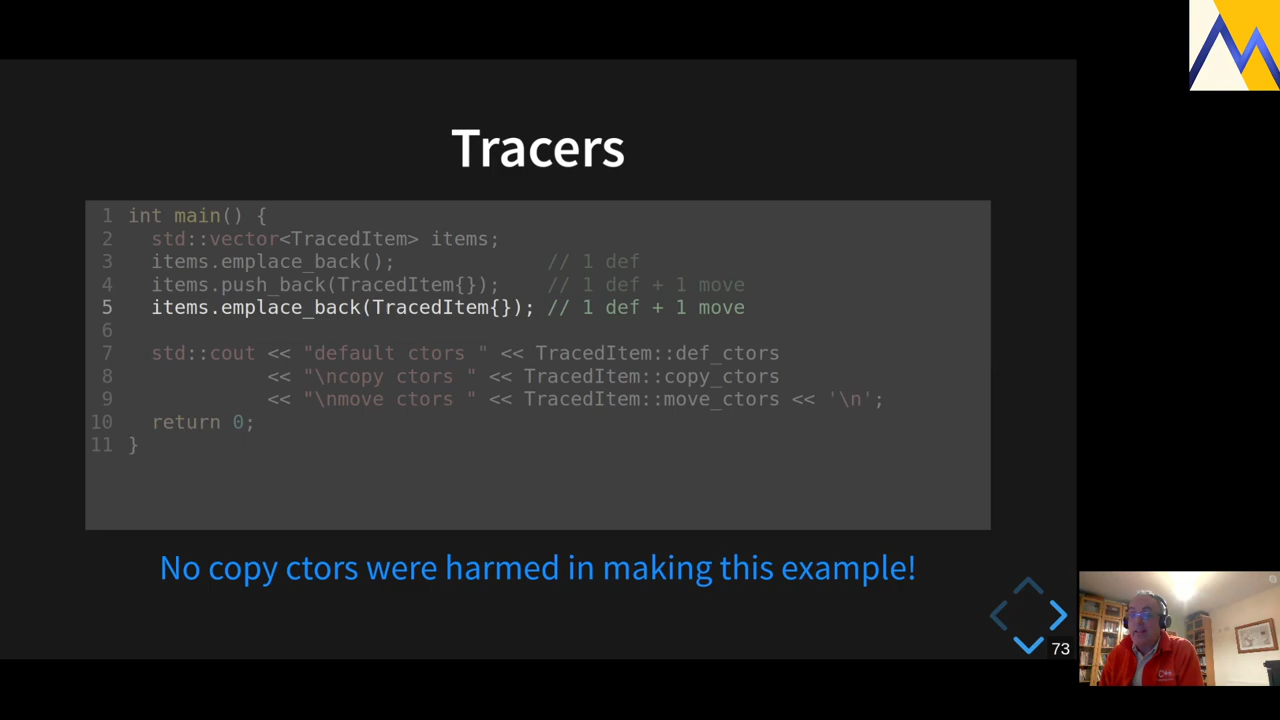 Tracers
1 int main() {
2 std::vector<TracedItem> items;
3 items.emplace_back(); // 1 def
4 items.push_back(TracedItem{}); // 1 def + 1 move
5 items.emplace_back(TracedItem{}); // 1 def + 1 move
6
7 std::cout << "default ctors " << TracedItem::def_ctors
8 << "\ncopy ctors " << TracedItem::copy_ctors
9 << "\nmove ctors " << TracedItem::move_ctors << '\n';
10 return 0;
11 }
No copy ctors were harmed in making this example!
73
C++